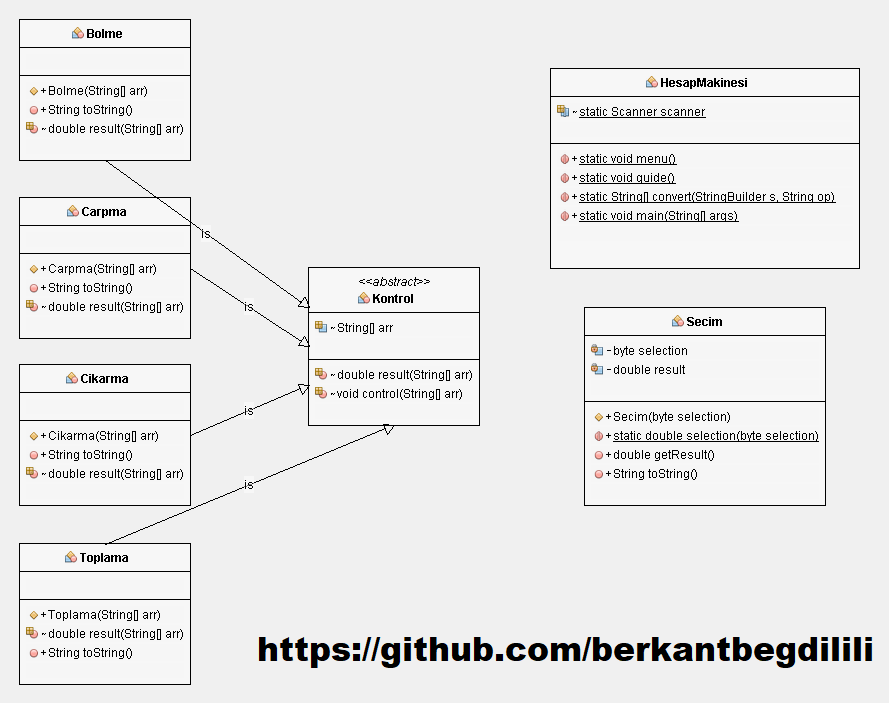 Bolme
+Bolme(String[] arr)
+String toString()
~double result(String[] arr)
Carpma
+Carpma(String[] arr)
+String toString()
~double result(String[] arr)
Cikarma
+Cikarma(String[] arr)
+String toString()
~double result(String[] arr)
Toplama
+Toplama(String[] arr)
~double result(String[] arr)
+String toString()
is
is
is
is
<<abstract>>
Kontrol
~String[] arr
~double result(String[] arr)
~void control(String[] arr)
HesapMakinesi
~static Scanner scanner
+static void menu()
+static void guide()
+static String[] convert(StringBuilder s, String op)
+static void main(String[] args)
Secim
-byte selection
-double result
+Secim(byte selection)
+static double selection(byte selection)
+double getResult()
+String toString()
https://github.com/berkantbegdilili